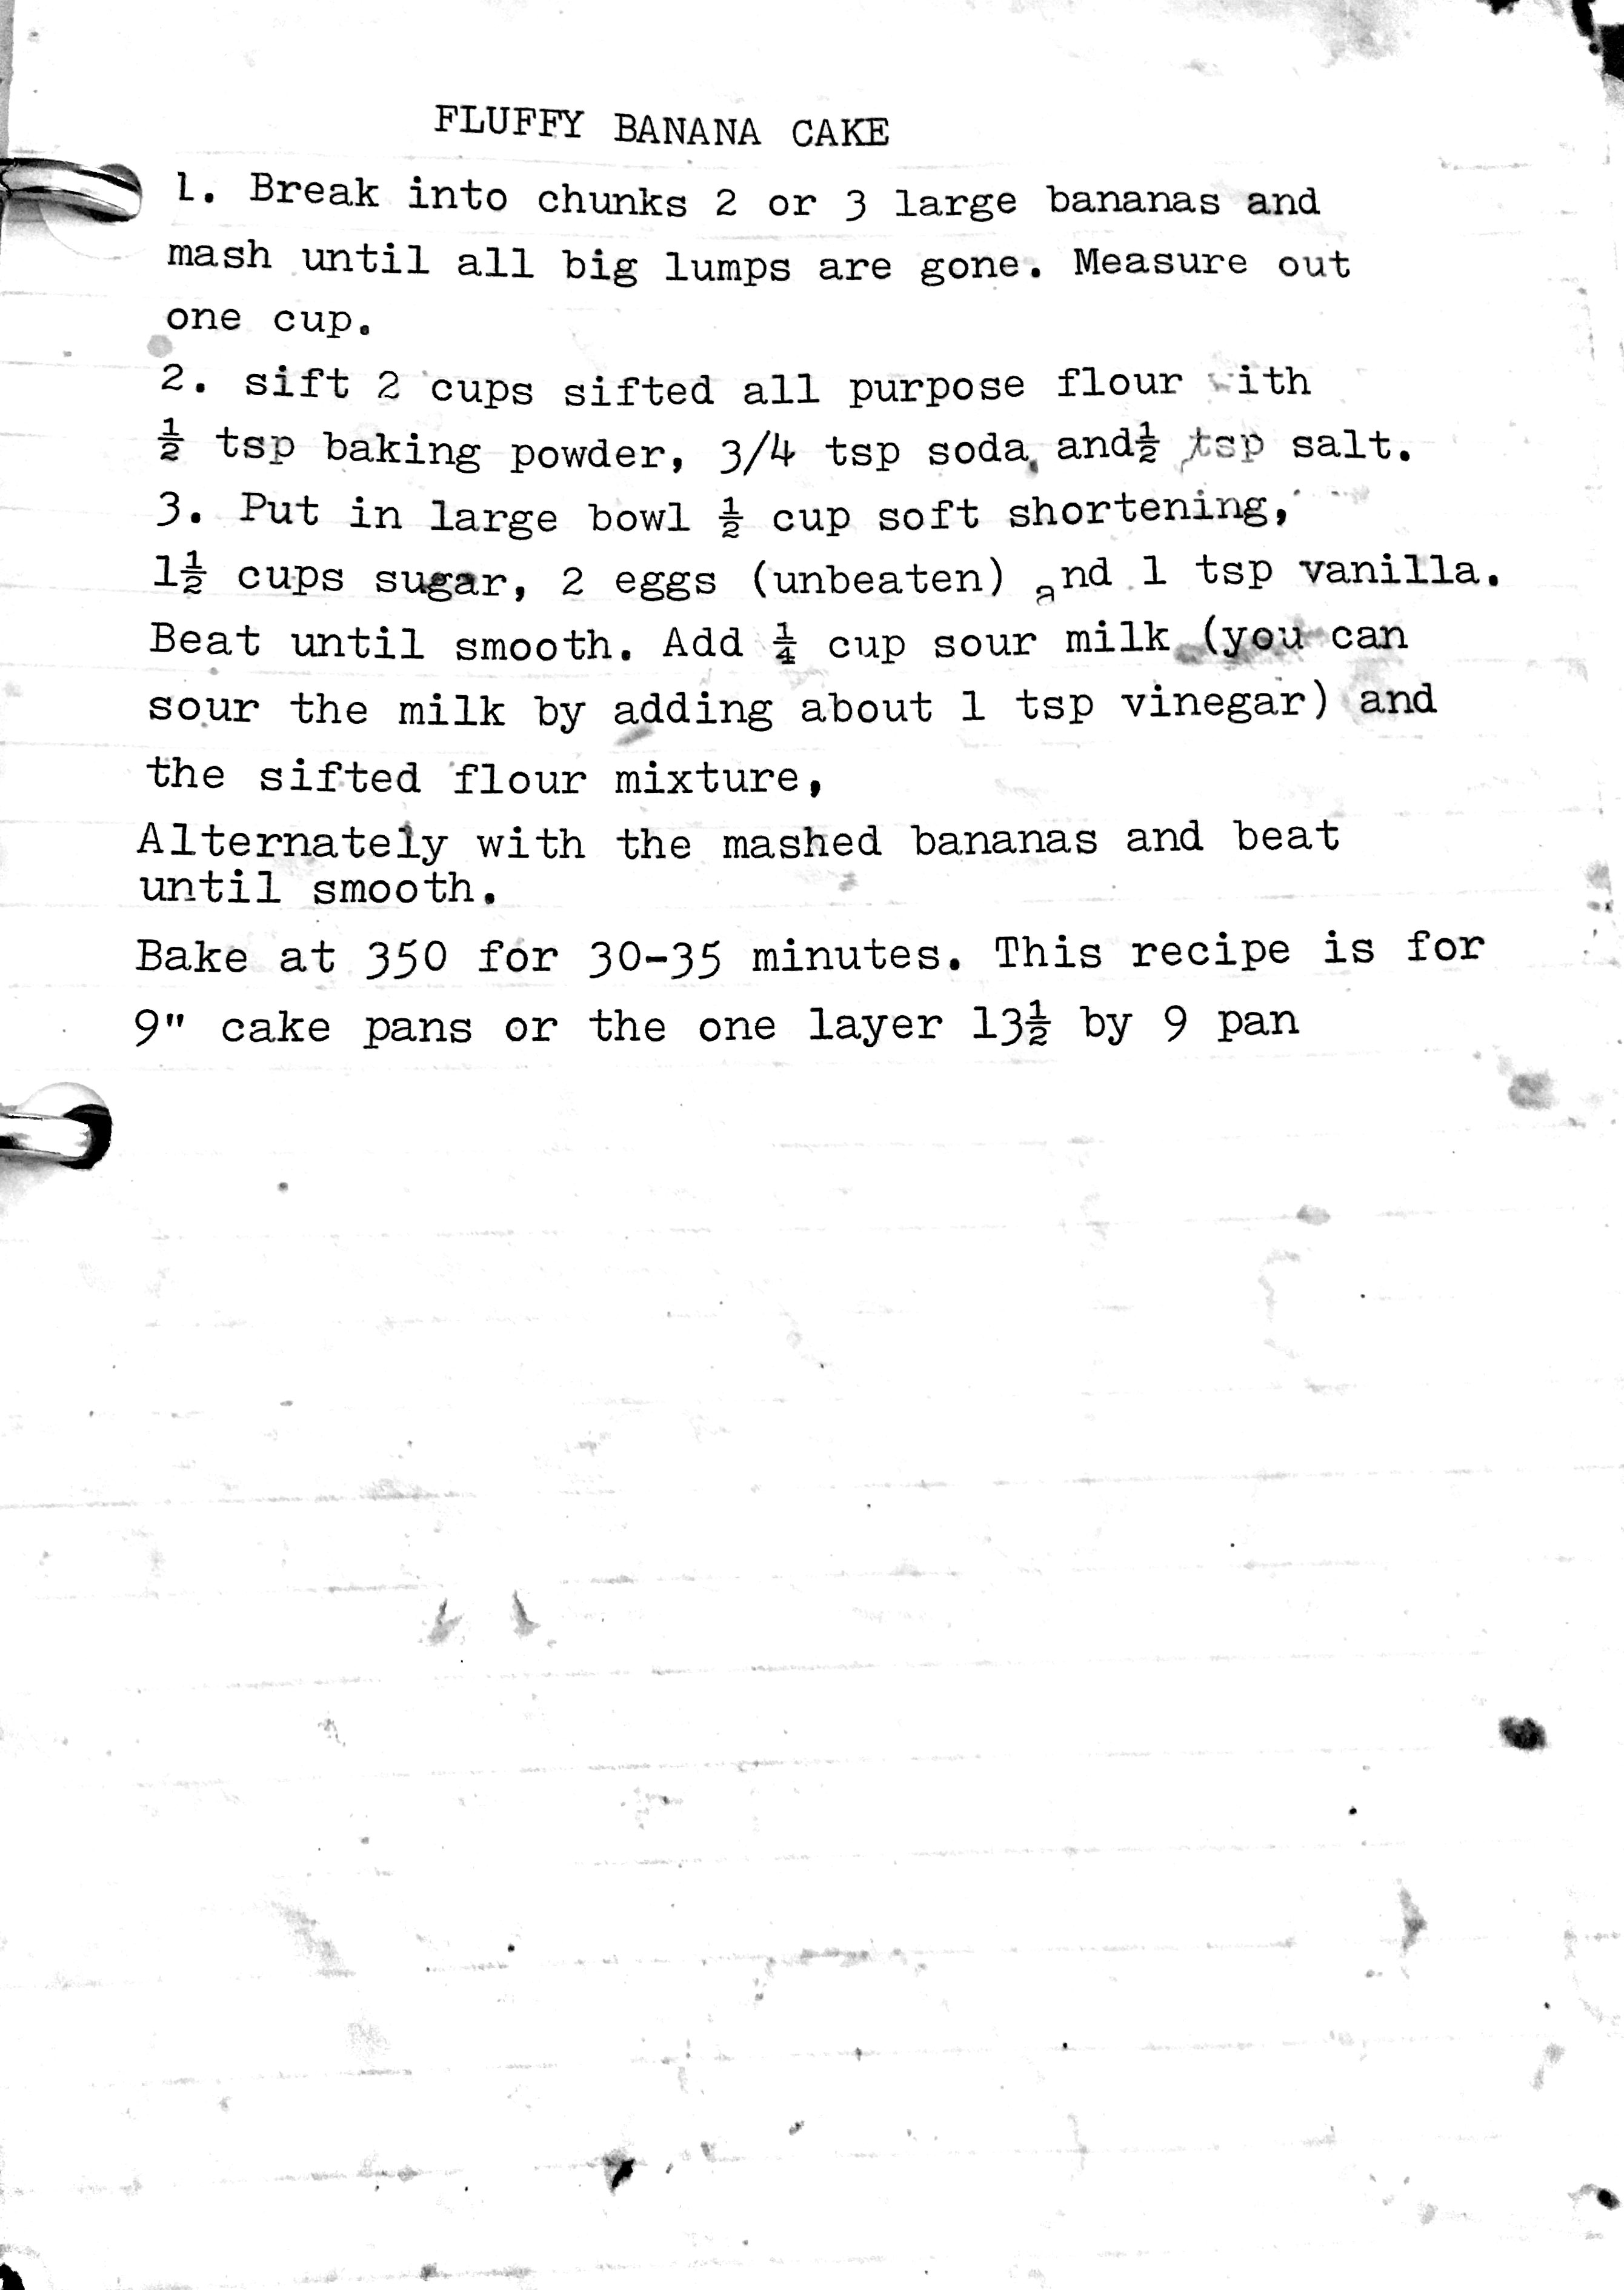 FLUFFY BANANA CAKE
1. Break into chunks 2 or 3 large bananas and
mash until all big lumps are gone. Measure out
one cup.
2. sift 2 cups sifted all purpose flour with
½ tsp baking powder, 3/4 tsp soda, and½ tsp salt.
3. Put in large bowl ½ cup soft shortening,
1½ cups sugar, 2 eggs (unbeaten) and 1 tsp vanilla.
Beat until smooth. Add ¼ cup sour milk (you can
sour the milk by adding about 1 tsp vinegar) and
the sifted flour mixture,
Alternately with the mashed bananas and beat
until smooth.
Bake at 350 for 30-35 minutes. This recipe is for
9" cake pans or the one layer 13½ by 9 pan